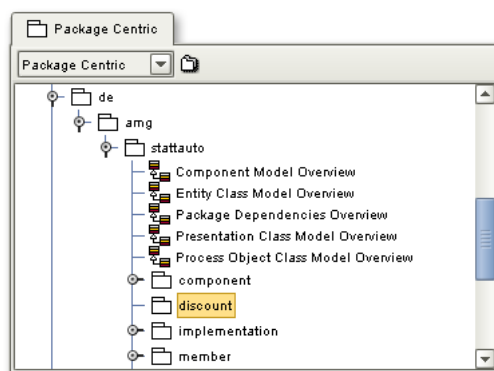 Package Centric
Package Centric
de
amg
stattauto
Component Model Overview
Entity Class Model Overview
Package Dependencies Overview
Presentation Class Model Overview
Process Object Class Model Overview
component
discount
implementation
member